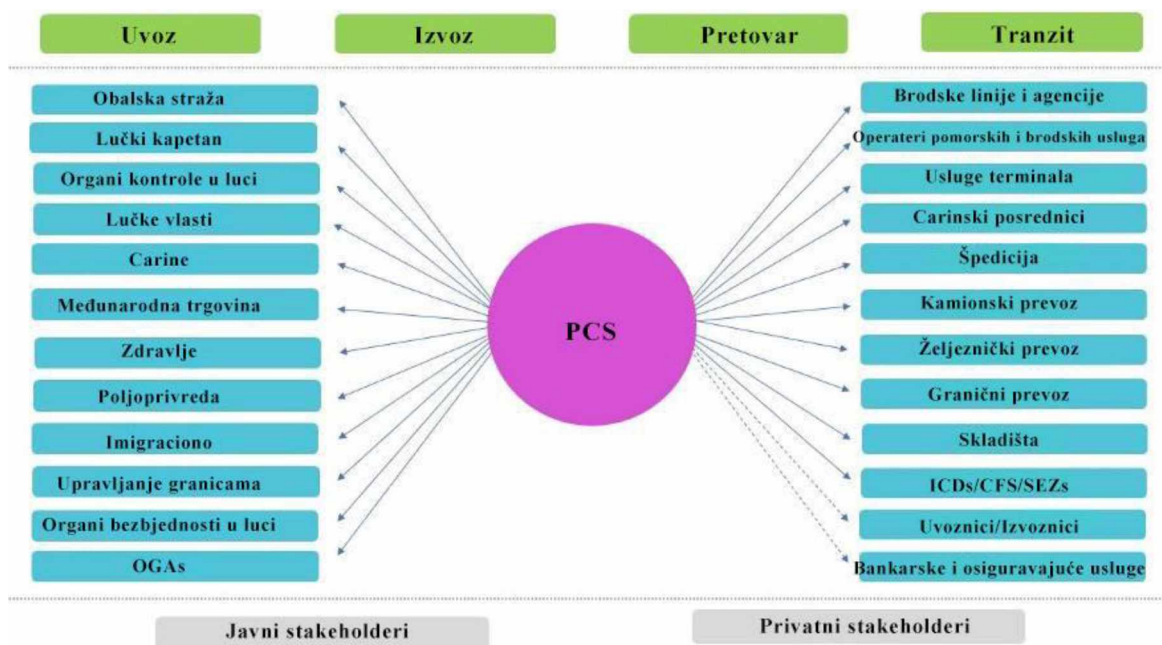 Uvoz
Izvoz
Pretovar
Tranzit
Obalska straža
Lučki kapetan
Organi kontrole u luci
Lučke vlasti
Carine
Međunarodna trgovina
Zdravlje
Poljoprivreda
Imigraciono
Upravljanje granicama
Organi bezbjednosti u luci
OGAs
PCS
Brodske linije i agencije
Operateri pomorskih i brodskih usluga
Usluge terminala
Carinski posrednici
Špedicija
Kamionski prevoz
Željeznički prevoz
Granični prevoz
Skladišta
ICDs/CFS/SEZs
Uvoznici/Izvoznici
Bankarske i osiguravajuće usluge
Javni stakeholderi
Privatni stakeholderi